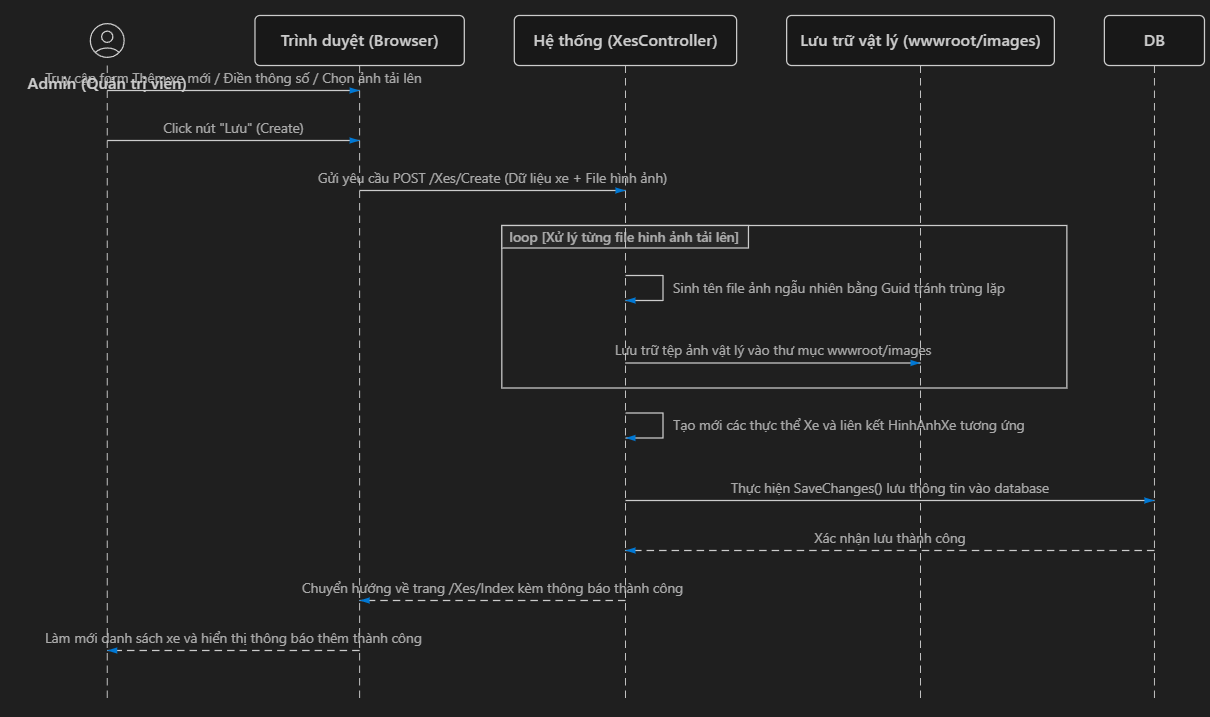 Trình duyệt (Browser)
Hệ thống (XesController)
Lưu trữ vật lý (wwwroot/images)
DB
Truy cập form Thêm xe mới / Điền thông số / Chọn ảnh tải lên
Admin (Quản trị viên)
Click nút "Lưu" (Create)
Gửi yêu cầu POST /Xes/Create (Dữ liệu xe + File hình ảnh)
loop [Xử lý từng file hình ảnh tải lên]
Sinh tên file ảnh ngẫu nhiên bằng Guid tránh trùng lặp
Lưu trữ tệp ảnh vật lý vào thư mục wwwroot/images
Tạo mới các thực thể Xe và liên kết HinhAnhXe tương ứng
Thực hiện SaveChanges() lưu thông tin vào database
Xác nhận lưu thành công
Chuyển hướng về trang /Xes/Index kèm thông báo thành công
Làm mới danh sách xe và hiển thị thông báo thêm thành công